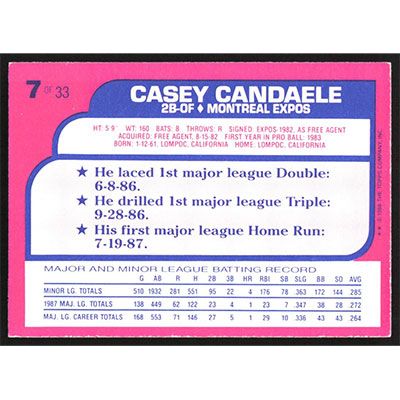 7 OF 33
CASEY CANDAELE
2B-OF ♦ MONTREAL EXPOS
HT: 5'9" WT: 160 BATS: B THROWS: R SIGNED: EXPOS-1982, AS FREE AGENT
ACQUIRED: FREE AGENT, 8-15-82 FIRST YEAR IN PRO BALL: 1983
BORN: 1-12-61, LOMPOC, CALIFORNIA HOME: LOMPOC, CALIFORNIA
★ He laced 1st major league Double:
6-8-86.
★ He drilled 1st major league Triple:
9-28-86.
★ His first major league Home Run:
7-19-87.
MAJOR AND MINOR LEAGUE BATTING RECORD
G AB R H 2B 3B HR RBI SB SLG BB SO AVG
MINOR LG. TOTALS 510 1932 281 551 95 22 4 176 78 .363 172 144 .285
1987 MAJ. LG. TOTALS 138 449 62 122 23 4 1 23 7 .347 38 28 .272
MAJ. LG. CAREER TOTALS 168 553 71 146 27 5 1 29 10 .336 43 43 .264
** © 1988 THE TOPPS COMPANY, INC.